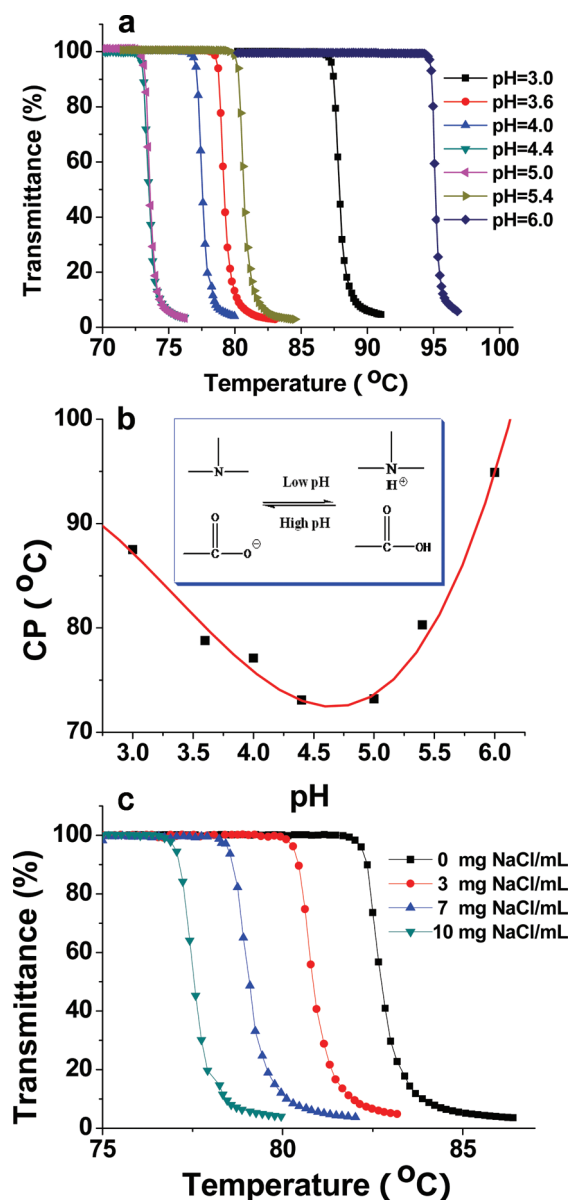 a
100
80
60
40
20
0
Transmittance (%)
pH=3.0
pH=3.6
pH=4.0
pH=4.4
pH=5.0
pH=5.4
pH=6.0
70 75 80 85 90 95 100
Temperature (°C)
b
100
90
80
70
CP (°C)
N
Low pH
High pH
N
H⊕
O
C O⊖
O
C OH
3.0 3.5 4.0 4.5 5.0 5.5 6.0
pH
c
100
80
60
40
20
0
Transmittance (%)
0 mg NaCl/mL
3 mg NaCl/mL
7 mg NaCl/mL
10 mg NaCl/mL
75 80 85
Temperature (°C)